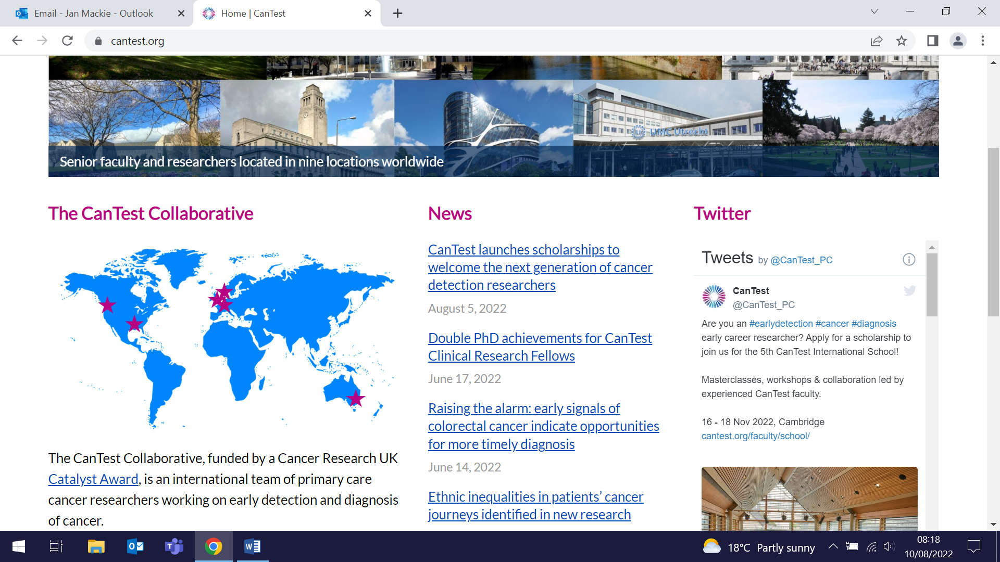 Email - Jan Mackie - Outlook
Home | CanTest
cantest.org
UMC Utrecht
Senior faculty and researchers located in nine locations worldwide
The CanTest Collaborative
The CanTest Collaborative, funded by a Cancer Research UK
Catalyst Award, is an international team of primary care
cancer researchers working on early detection and diagnosis
of cancer.
News
CanTest launches scholarships to
welcome the next generation of cancer
detection researchers
August 5, 2022
Double PhD achievements for CanTest
Clinical Research Fellows
June 17, 2022
Raising the alarm: early signals of
colorectal cancer indicate opportunities
for more timely diagnosis
June 14, 2022
Ethnic inequalities in patients’ cancer
journeys identified in new research
Twitter
Tweets by @CanTest_PC
CanTest
@CanTest_PC
Are you an #earlydetection #cancer #diagnosis
early career researcher? Apply for a scholarship to
join us for the 5th CanTest International School!
Masterclasses, workshops & collaboration led by
experienced CanTest faculty.
16 - 18 Nov 2022, Cambridge
cantest.org/faculty/school/
18°C Partly sunny
08:18
10/08/2022